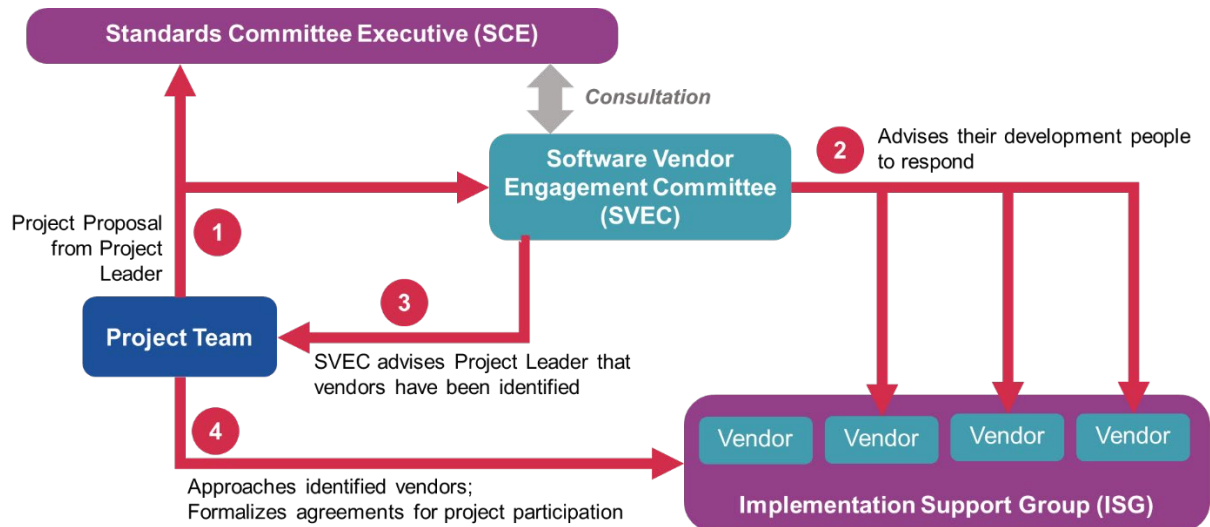 Standards Committee Executive (SCE)
Consultation
Software Vendor
Engagement Committee
(SVEC)
2
Advises their development people
to respond
Project Proposal
from Project
Leader
1
Project Team
3
SVEC advises Project Leader that
vendors have been identified
4
Approaches identified vendors;
Formalizes agreements for project participation
Vendor
Vendor
Vendor
Vendor
Implementation Support Group (ISG)